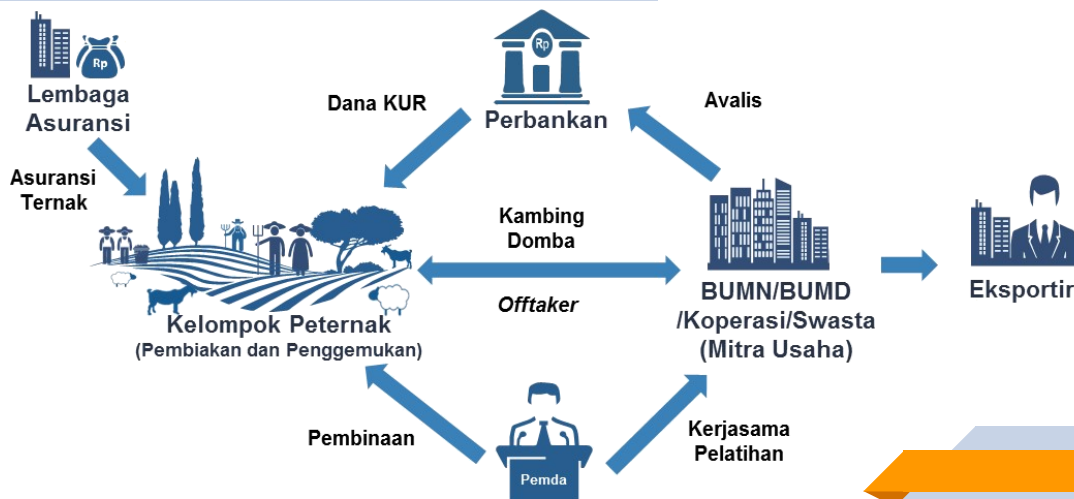 Rp
Lembaga
Asuransi
Rp
Perbankan
Dana KUR
Avalis
Asuransi
Ternak
Kambing
Domba
Offtaker
Kelompok Peternak
(Pembiakan dan Penggemukan)
BUMN/BUMD
/Koperasi/Swasta
(Mitra Usaha)
Eksportir
Pembinaan
Kerjasama
Pelatihan
Pemda